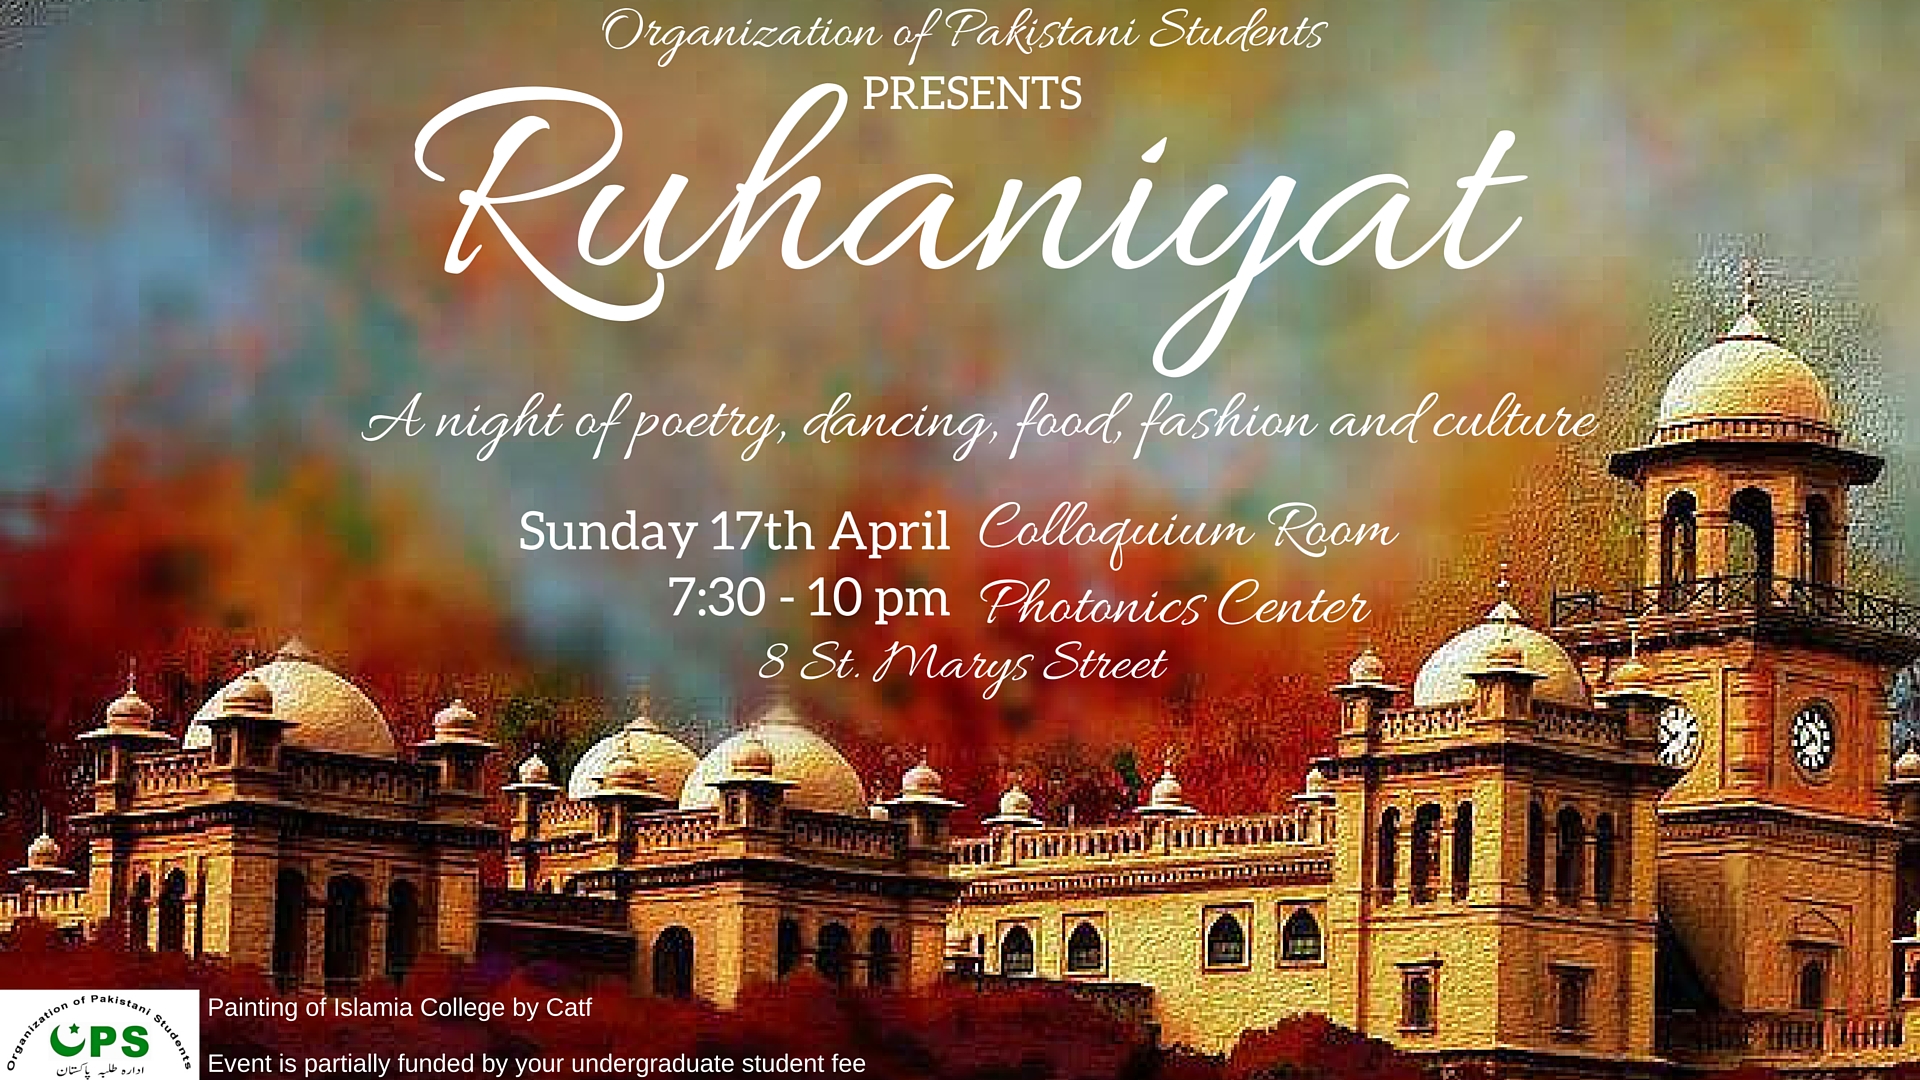 Organization of Pakistani Students
PRESENTS
Ruhaniyat
A night of poetry, dancing, food, fashion and culture
Sunday 17th April
7:30 - 10 pm
Colloquium Room
Photonics Center
8 St. Marys Street
Organization of Pakistani Students
OPS
ادارہ طلبہ پاکستان
Painting of Islamia College by Catf
Event is partially funded by your undergraduate student fee